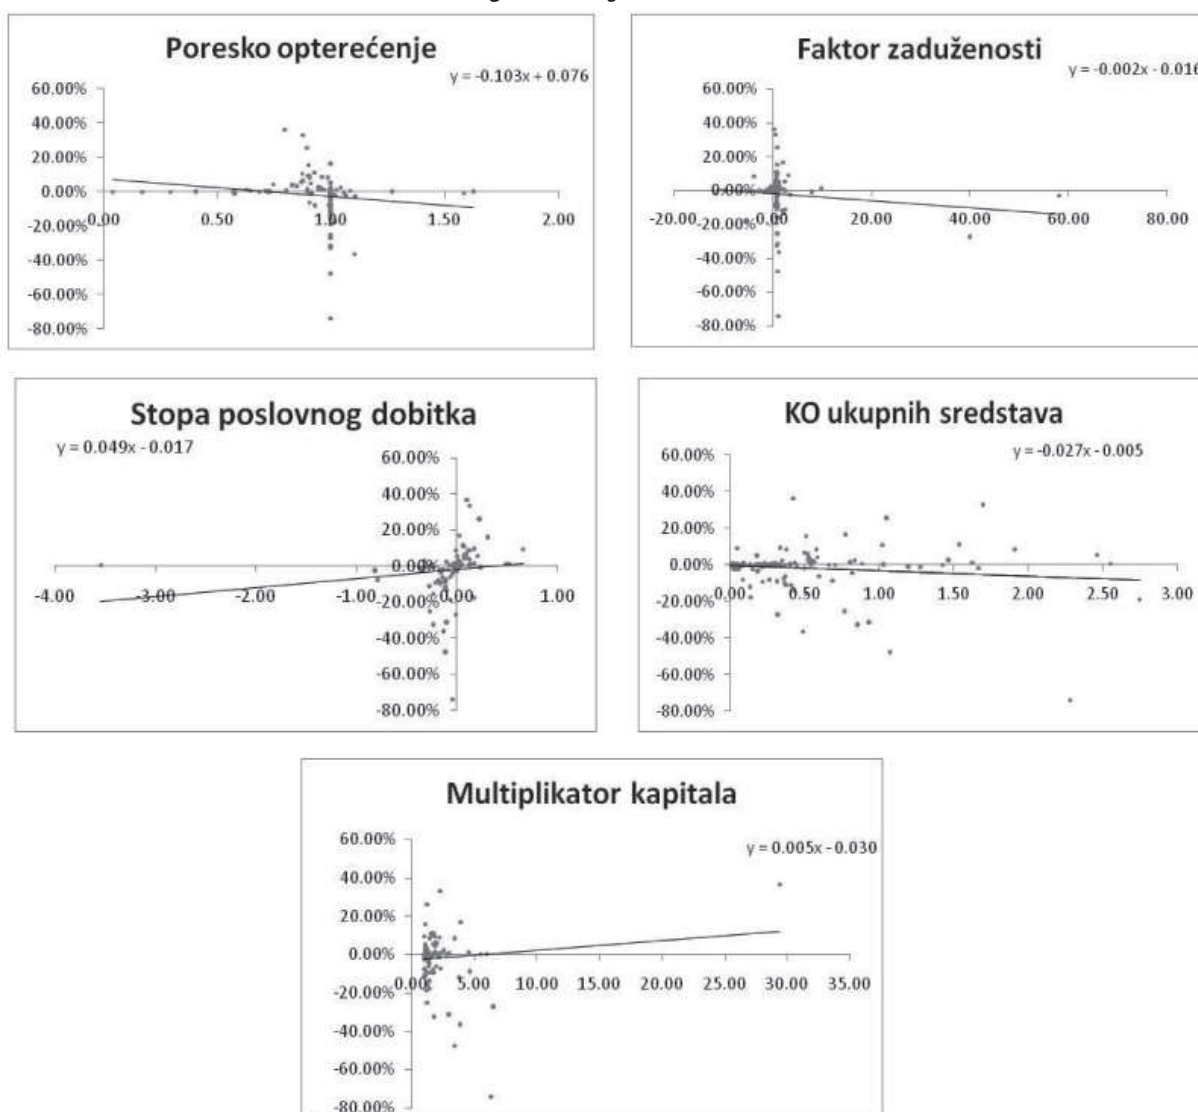 Poresko opterećenje
y = -0.103x + 0.076
60.00%
40.00%
20.00%
0.00%
0.00 0.50 1.00 1.50 2.00
-20.00%
-40.00%
-60.00%
-80.00%
Faktor zaduženosti
y = -0.002x - 0.016
60.00%
40.00%
20.00%
0.00%
-20.00 0.00 20.00 40.00 60.00 80.00
-20.00%
-40.00%
-60.00%
-80.00%
Stopa poslovnog dobitka
y = 0.049x - 0.017
60.00%
40.00%
20.00%
0.00%
-4.00 -3.00 -2.00 -1.00 0.00 1.00
-20.00%
-40.00%
-60.00%
-80.00%
KO ukupnih sredstava
y = -0.027x - 0.005
60.00%
40.00%
20.00%
0.00%
0.00 0.50 1.00 1.50 2.00 2.50 3.00
-20.00%
-40.00%
-60.00%
-80.00%
Multiplikator kapitala
y = 0.005x - 0.030
60.00%
40.00%
20.00%
0.00%
0.00 5.00 10.00 15.00 20.00 25.00 30.00 35.00
-20.00%
-40.00%
-60.00%
-80.00%